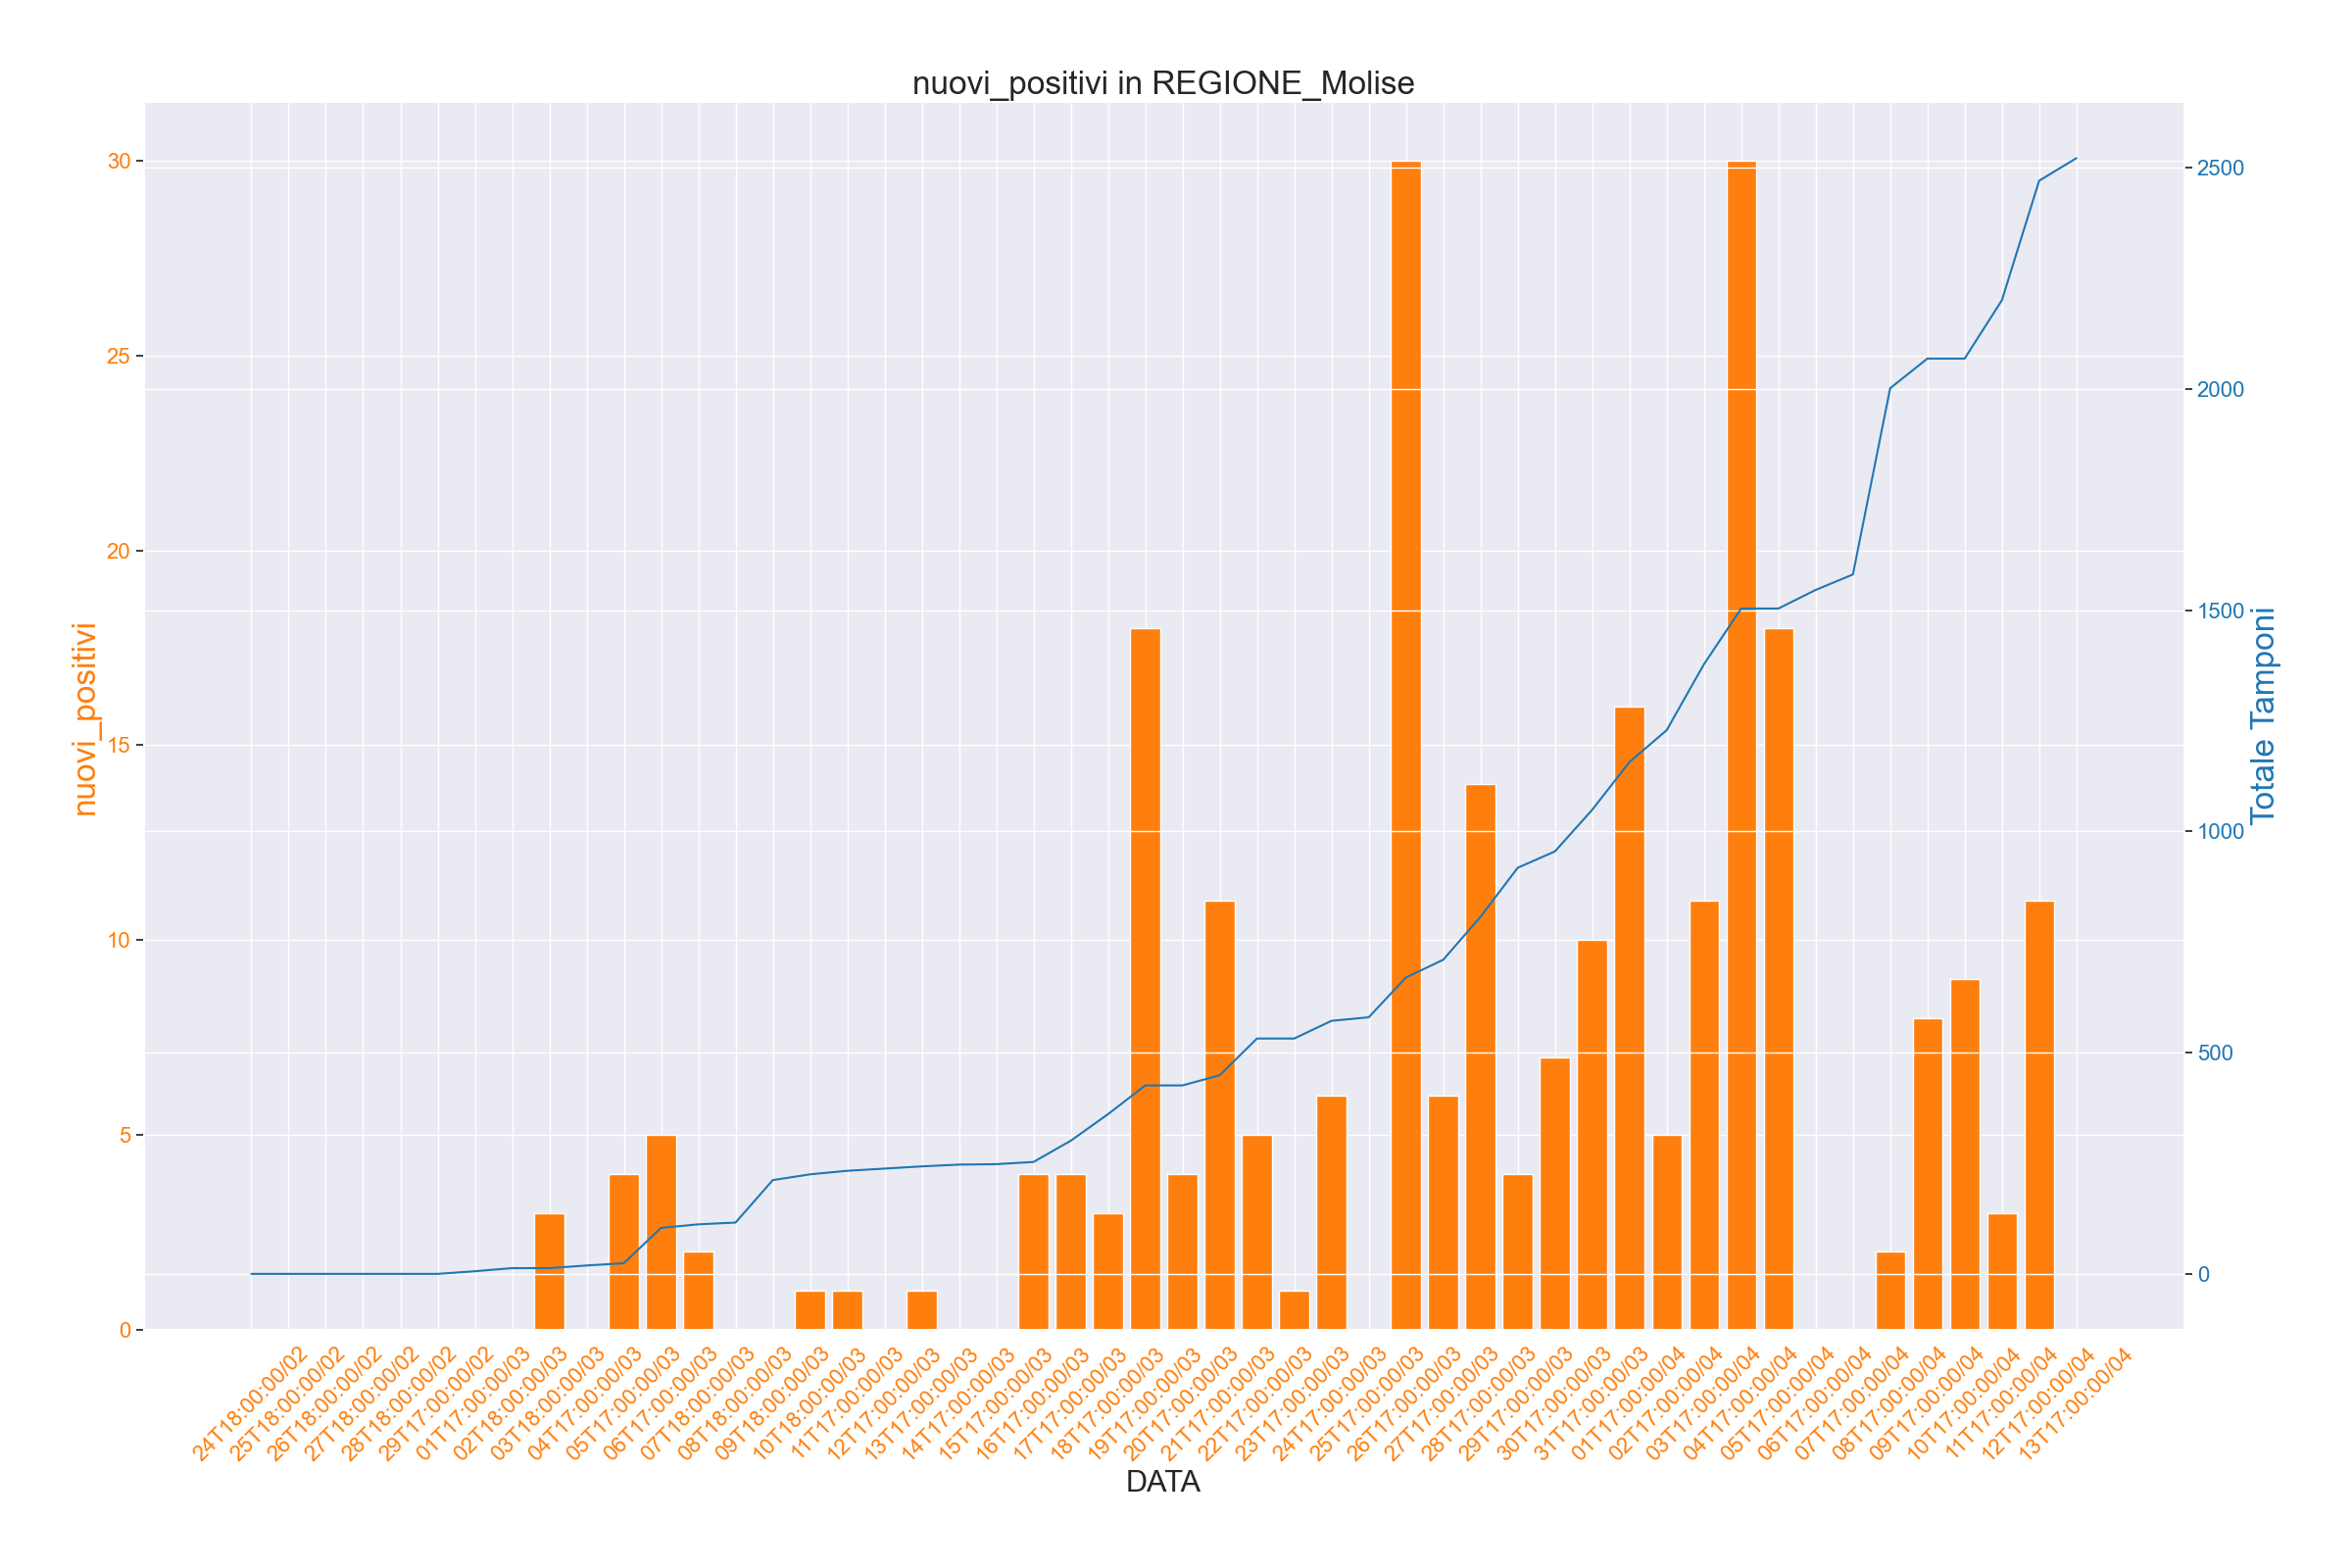 nuovi_positivi in REGIONE_Molise
30
25
20
15
10
5
0
nuovi_positivi
2500
2000
1500
1000
500
0
Totale Tamponi
24T18:00:00/02
25T18:00:00/02
26T18:00:00/02
27T18:00:00/02
28T18:00:00/02
29T17:00:00/02
01T17:00:00/03
02T18:00:00/03
03T18:00:00/03
04T17:00:00/03
05T17:00:00/03
06T17:00:00/03
07T18:00:00/03
08T18:00:00/03
09T18:00:00/03
10T18:00:00/03
11T17:00:00/03
12T17:00:00/03
13T17:00:00/03
14T17:00:00/03
15T17:00:00/03
16T17:00:00/03
17T17:00:00/03
18T17:00:00/03
19T17:00:00/03
20T17:00:00/03
21T17:00:00/03
22T17:00:00/03
23T17:00:00/03
24T17:00:00/03
25T17:00:00/03
26T17:00:00/03
27T17:00:00/03
28T17:00:00/03
29T17:00:00/03
30T17:00:00/03
31T17:00:00/03
01T17:00:00/04
02T17:00:00/04
03T17:00:00/04
04T17:00:00/04
05T17:00:00/04
06T17:00:00/04
07T17:00:00/04
08T17:00:00/04
09T17:00:00/04
10T17:00:00/04
11T17:00:00/04
12T17:00:00/04
13T17:00:00/04
DATA